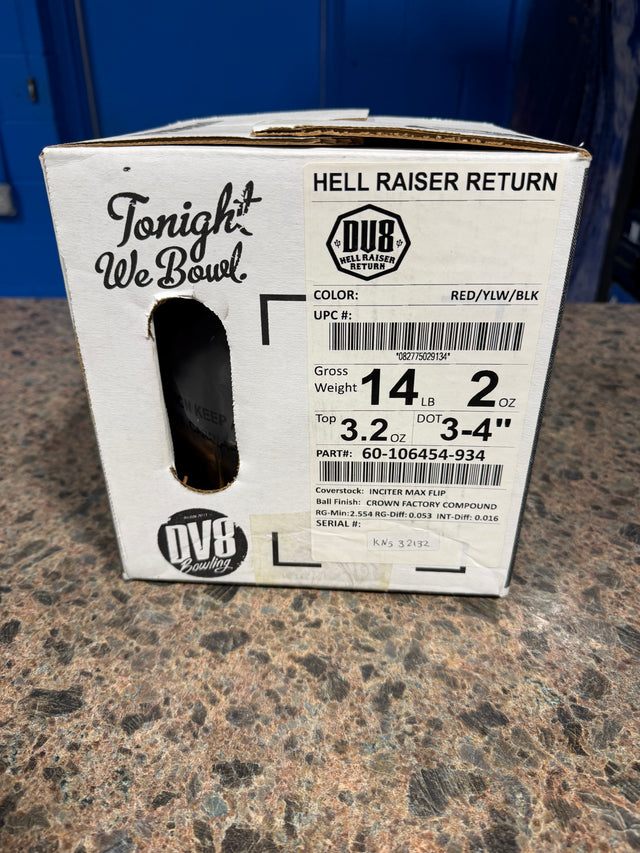 Tonight
We Bowl.
HELL RAISER RETURN
DV8
HELL RAISER
RETURN
COLOR: RED/YLW/BLK
UPC #:
*082775029134*
Gross
Weight 14 LB 2 OZ
Top 3.2 OZ DOT 3-4"
PART#: 60-106454-934
Coverstock: INCITER MAX FLIP
Ball Finish: CROWN FACTORY COMPOUND
RG-Min:2.554 RG-Diff: 0.053 INT-Diff: 0.016
SERIAL #:
KN5 32132
KEEP
DV8
Bowling